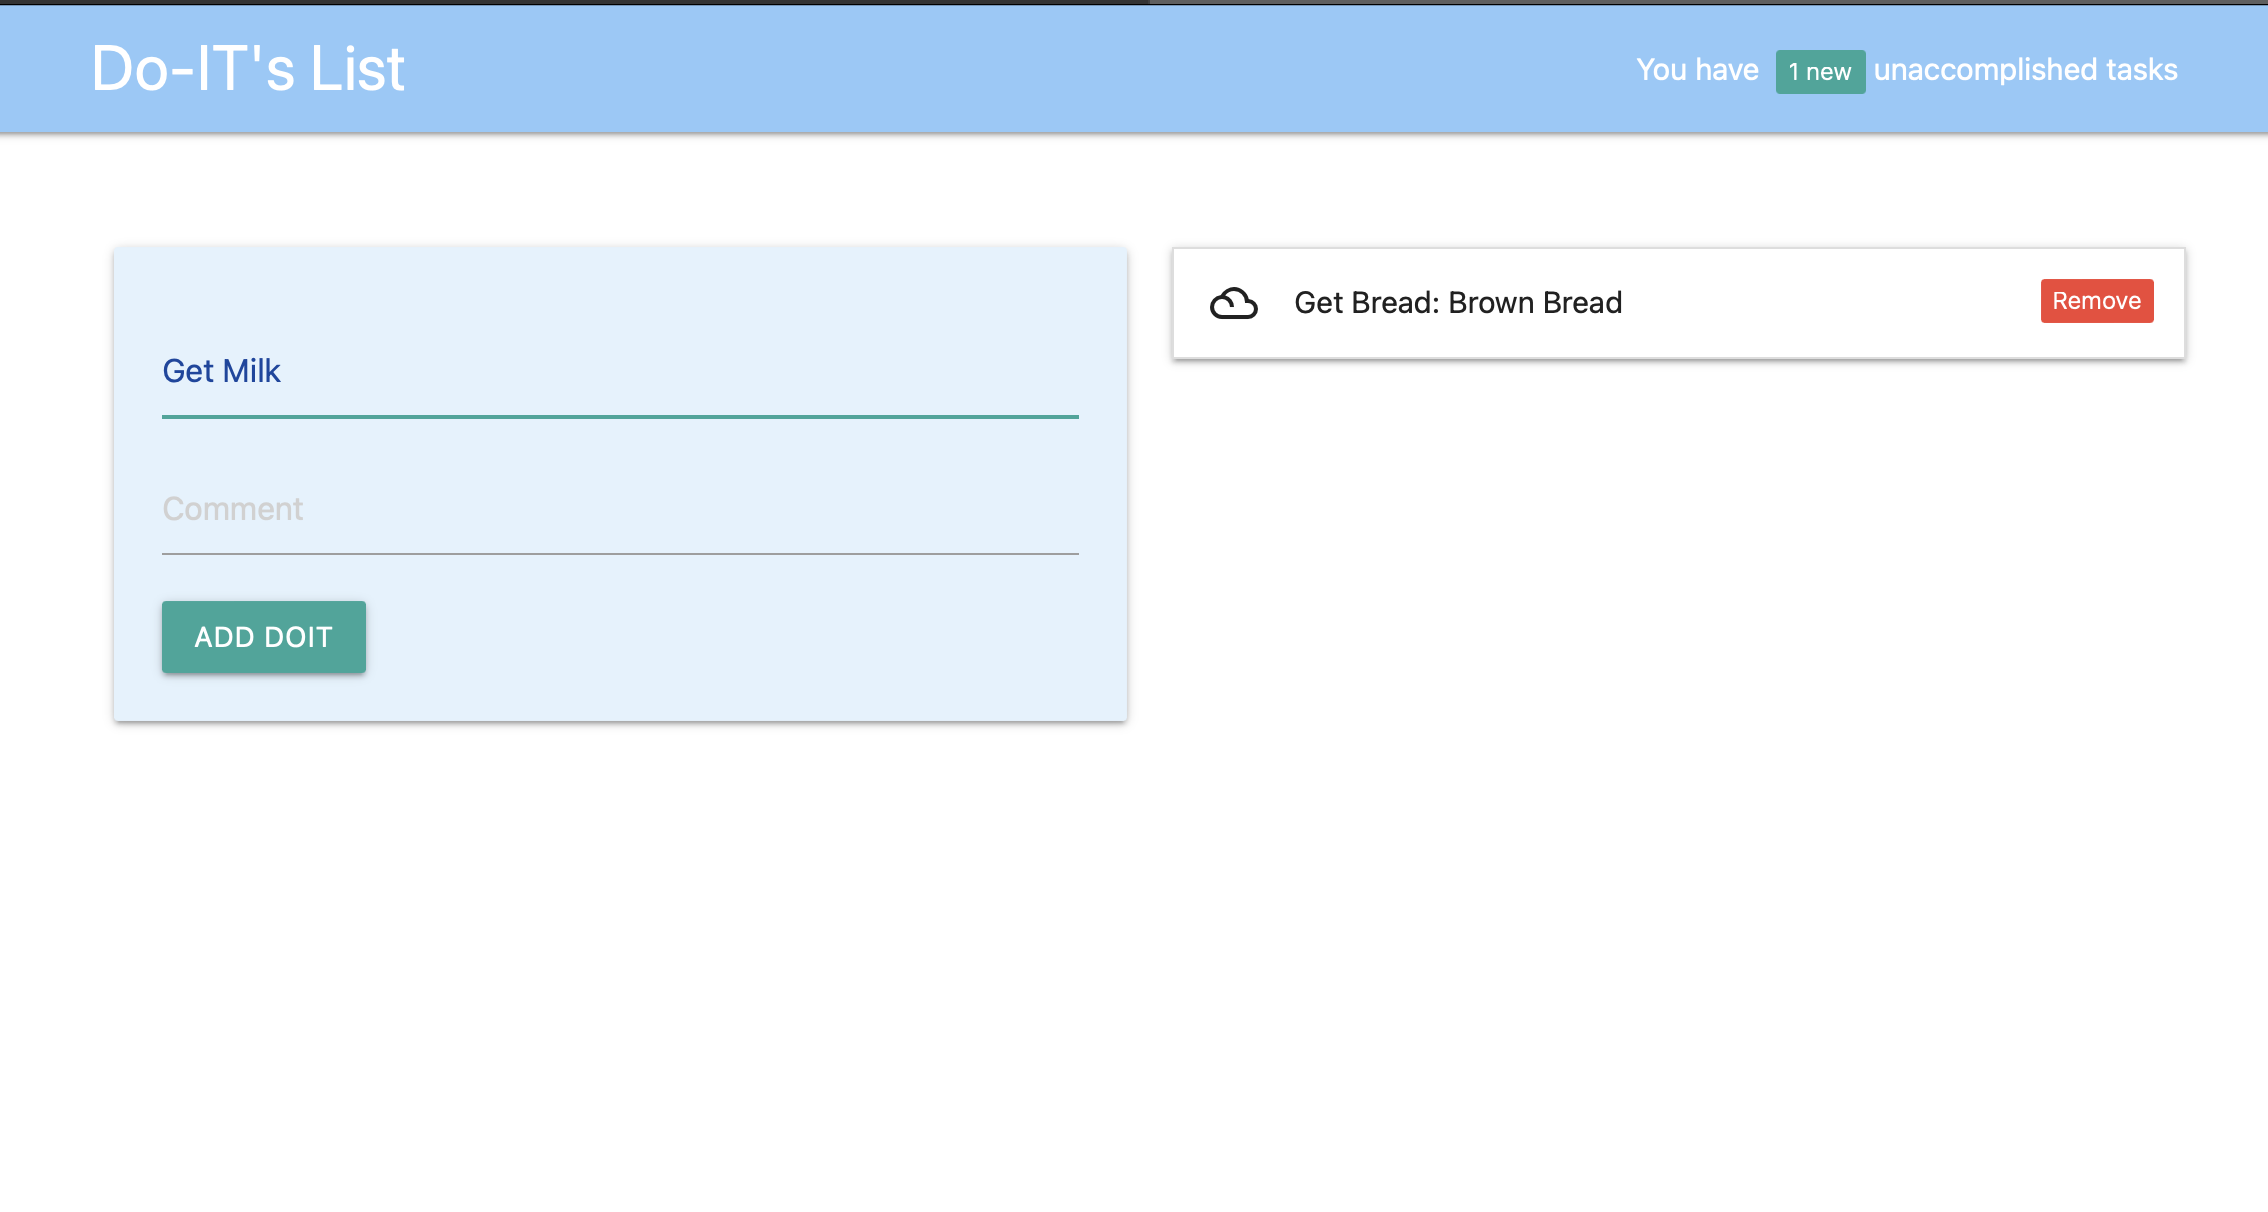 Do-IT's List
You have 1 new unaccomplished tasks
Get Milk
Comment
ADD DOIT
Get Bread: Brown Bread
Remove